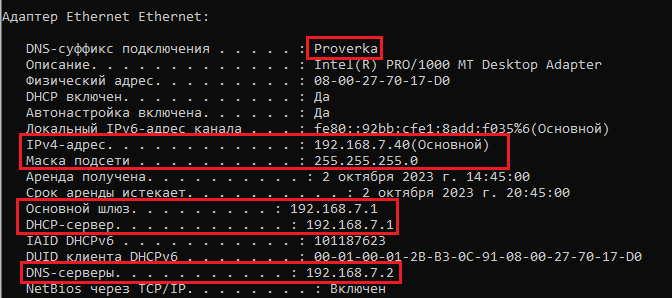 Адаптер Ethernet Ethernet:
DNS-суффикс подключения . . . . . : Proverka
Описание. . . . . . . . . . . . . : Intel(R) PRO/1000 MT Desktop Adapter
Физический адрес. . . . . . . . . : 08-00-27-70-17-D0
DHCP включен. . . . . . . . . . . : Да
Автонастройка включена. . . . . . : Да
Локальный IPv6-адрес канала . . . : fe80::92bb:cfe1:8add:f035%6(Основной)
IPv4-адрес. . . . . . . . . . . . : 192.168.7.40(Основной)
Маска подсети . . . . . . . . . . : 255.255.255.0
Аренда получена. . . . . . . . . . : 2 октября 2023 г. 14:45:00
Срок аренды истекает. . . . . . . . . . : 2 октября 2023 г. 20:45:00
Основной шлюз. . . . . . . . . : 192.168.7.1
DHCP-сервер. . . . . . . . . . . : 192.168.7.1
IAID DHCPv6 . . . . . . . . . . . : 101187623
DUID клиента DHCPv6 . . . . . . . : 00-01-00-01-2B-B3-0C-91-08-00-27-70-17-D0
DNS-серверы. . . . . . . . . . . : 192.168.7.2
NetBios через TCP/IP. . . . . . . . : Включен